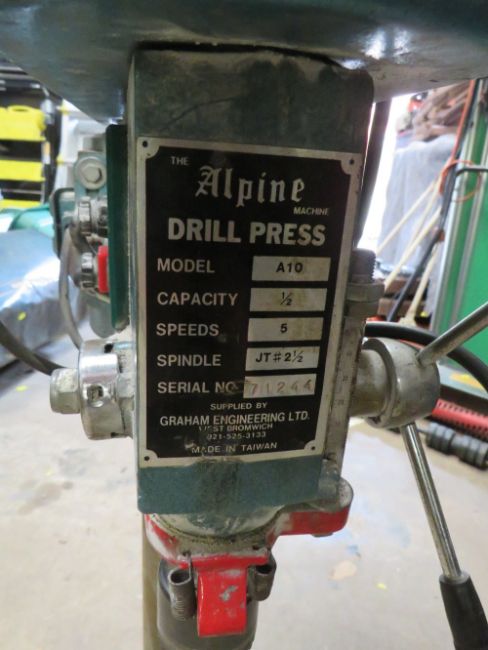 THE
Alpine
MACHINE
DRILL PRESS
MODEL A10
CAPACITY ½
SPEEDS 5
SPINDLE JT#2½
SERIAL NO 71244
SUPPLIED BY
GRAHAM ENGINEERING LTD.
WEST BROMWICH
021-525-3133
MADE IN TAIWAN